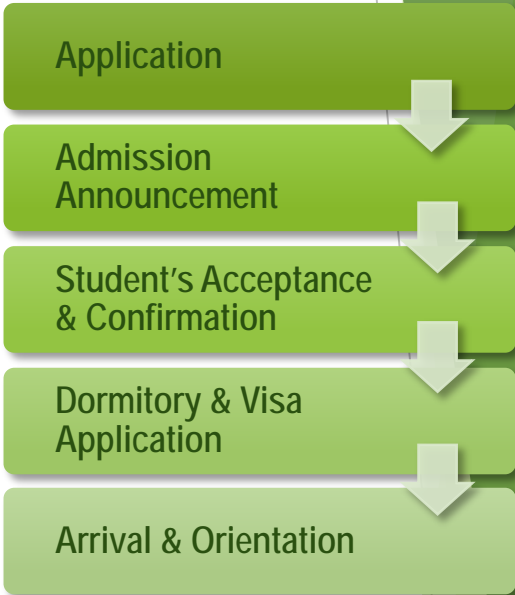 Application
Admission
Announcement
Student's Acceptance
& Confirmation
Dormitory & Visa
Application
Arrival & Orientation